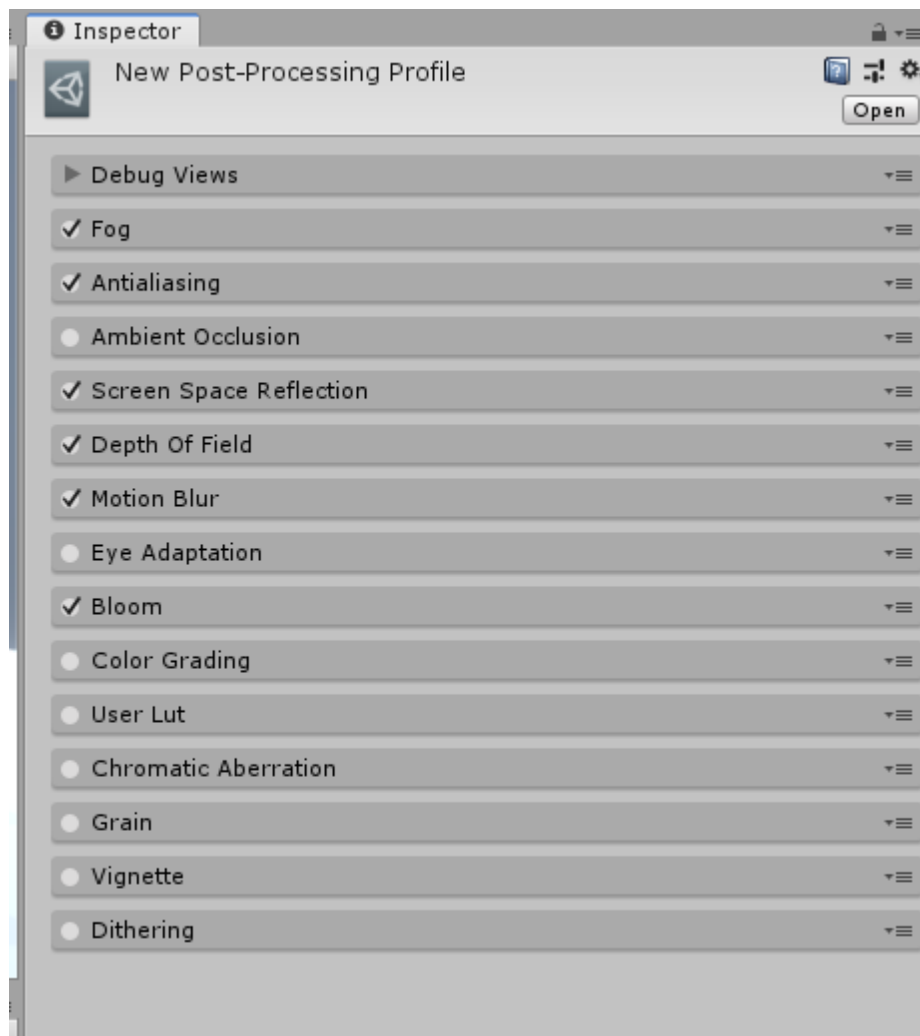 Inspector
New Post-Processing Profile
Open
Debug Views
Fog
Antialiasing
Ambient Occlusion
Screen Space Reflection
Depth Of Field
Motion Blur
Eye Adaptation
Bloom
Color Grading
User Lut
Chromatic Aberration
Grain
Vignette
Dithering